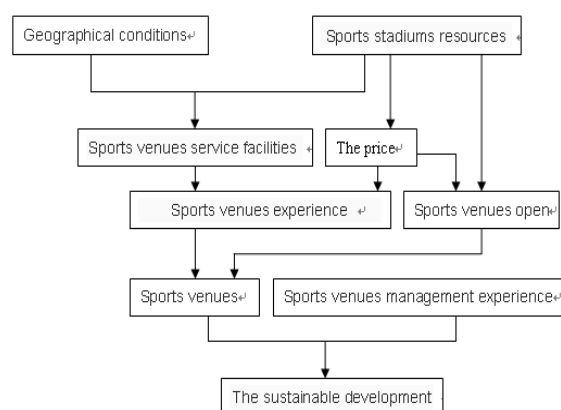 Geographical conditions↵
Sports stadiums resources↵
Sports venues service facilities ↵
The price↵
Sports venues experience ↵
Sports venues open↵
Sports venues↵
Sports venues management experience↵
The sustainable development↵